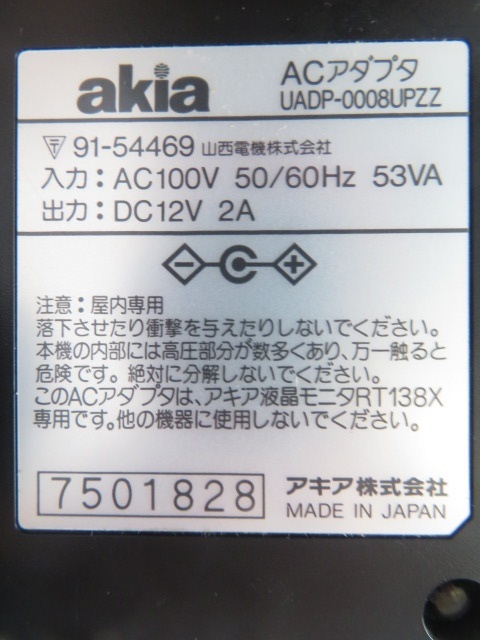 akia
ACアダプタ
UADP-0008UPZZ
91-54469 山西電機株式会社
入力：AC100V 50/60Hz 53VA
出力：DC12V 2A
注意：屋内専用
落下させたり衝撃を与えたりしないでください。
本機の内部には高圧部分が数多くあり、万一触ると
危険です。絶対に分解しないでください。
このACアダプタは、アキア液晶モニタRT138X
専用です。他の機器に使用しないでください。
7501828
アキア株式会社
MADE IN JAPAN